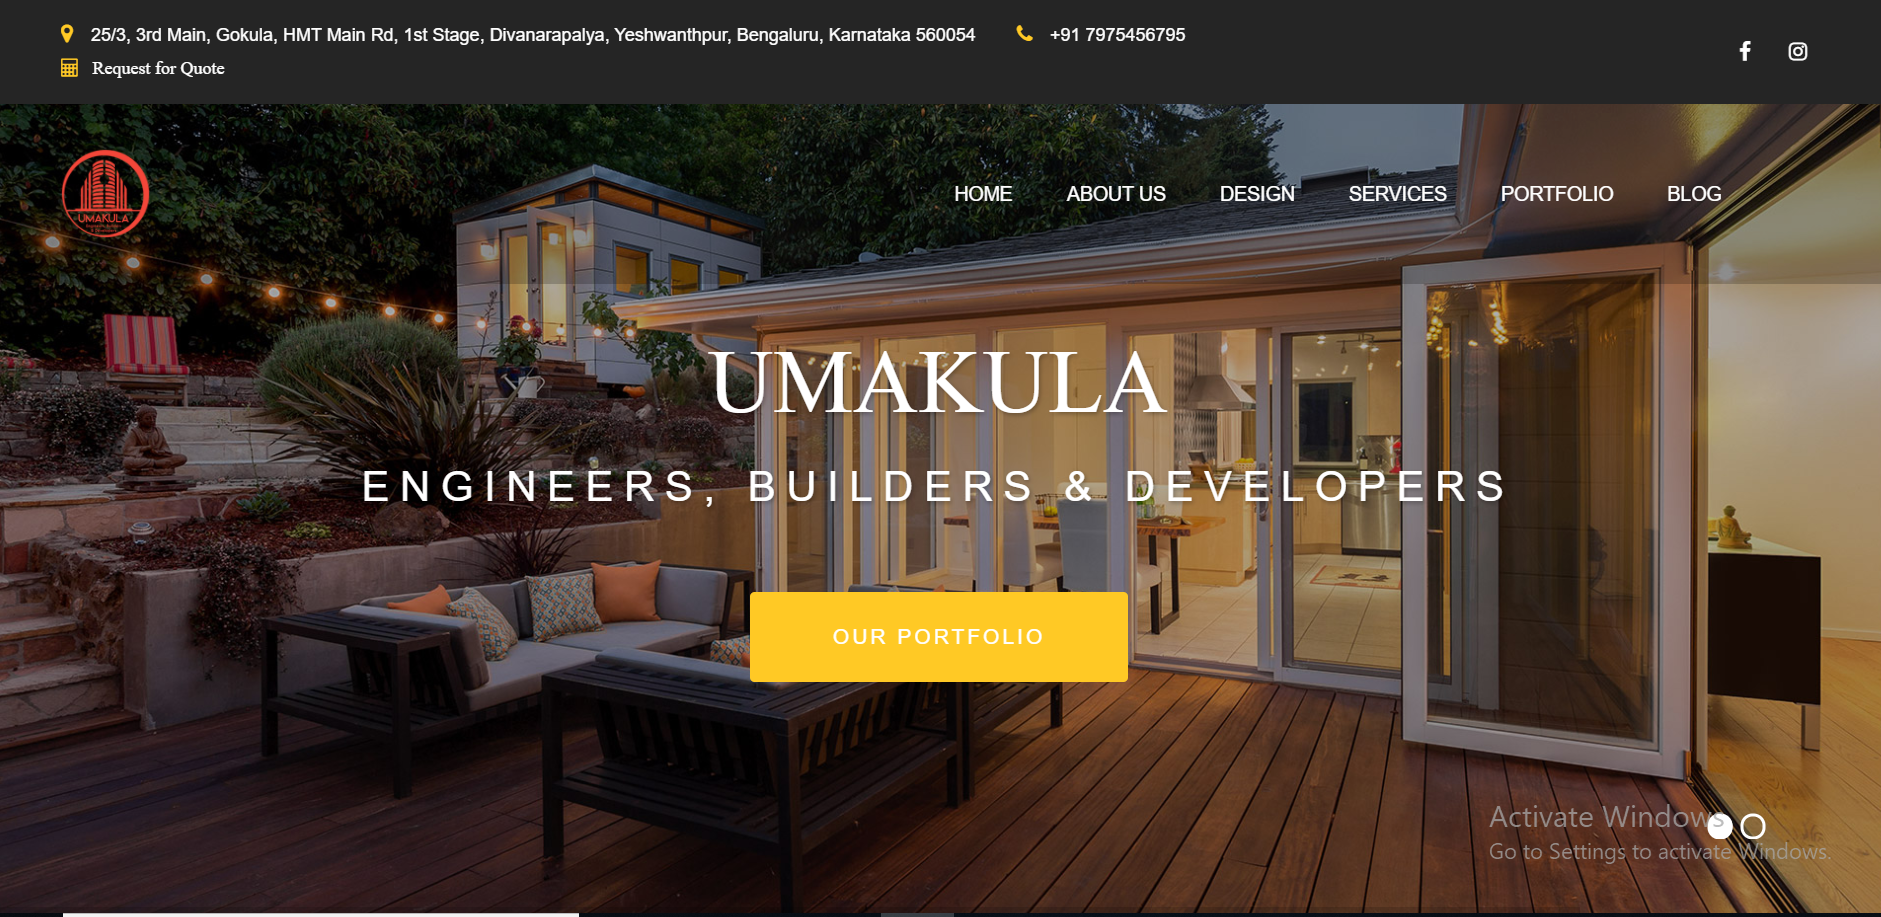 25/3, 3rd Main, Gokula, HMT Main Rd, 1st Stage, Divanarapalya, Yeshwanthpur, Bengaluru, Karnataka 560054 +91 7975456795
Request for Quote
UMAKULA
HOME ABOUT US DESIGN SERVICES PORTFOLIO BLOG
UMAKULA
ENGINEERS, BUILDERS & DEVELOPERS
OUR PORTFOLIO
Activate Windows
Go to Settings to activate Windows.